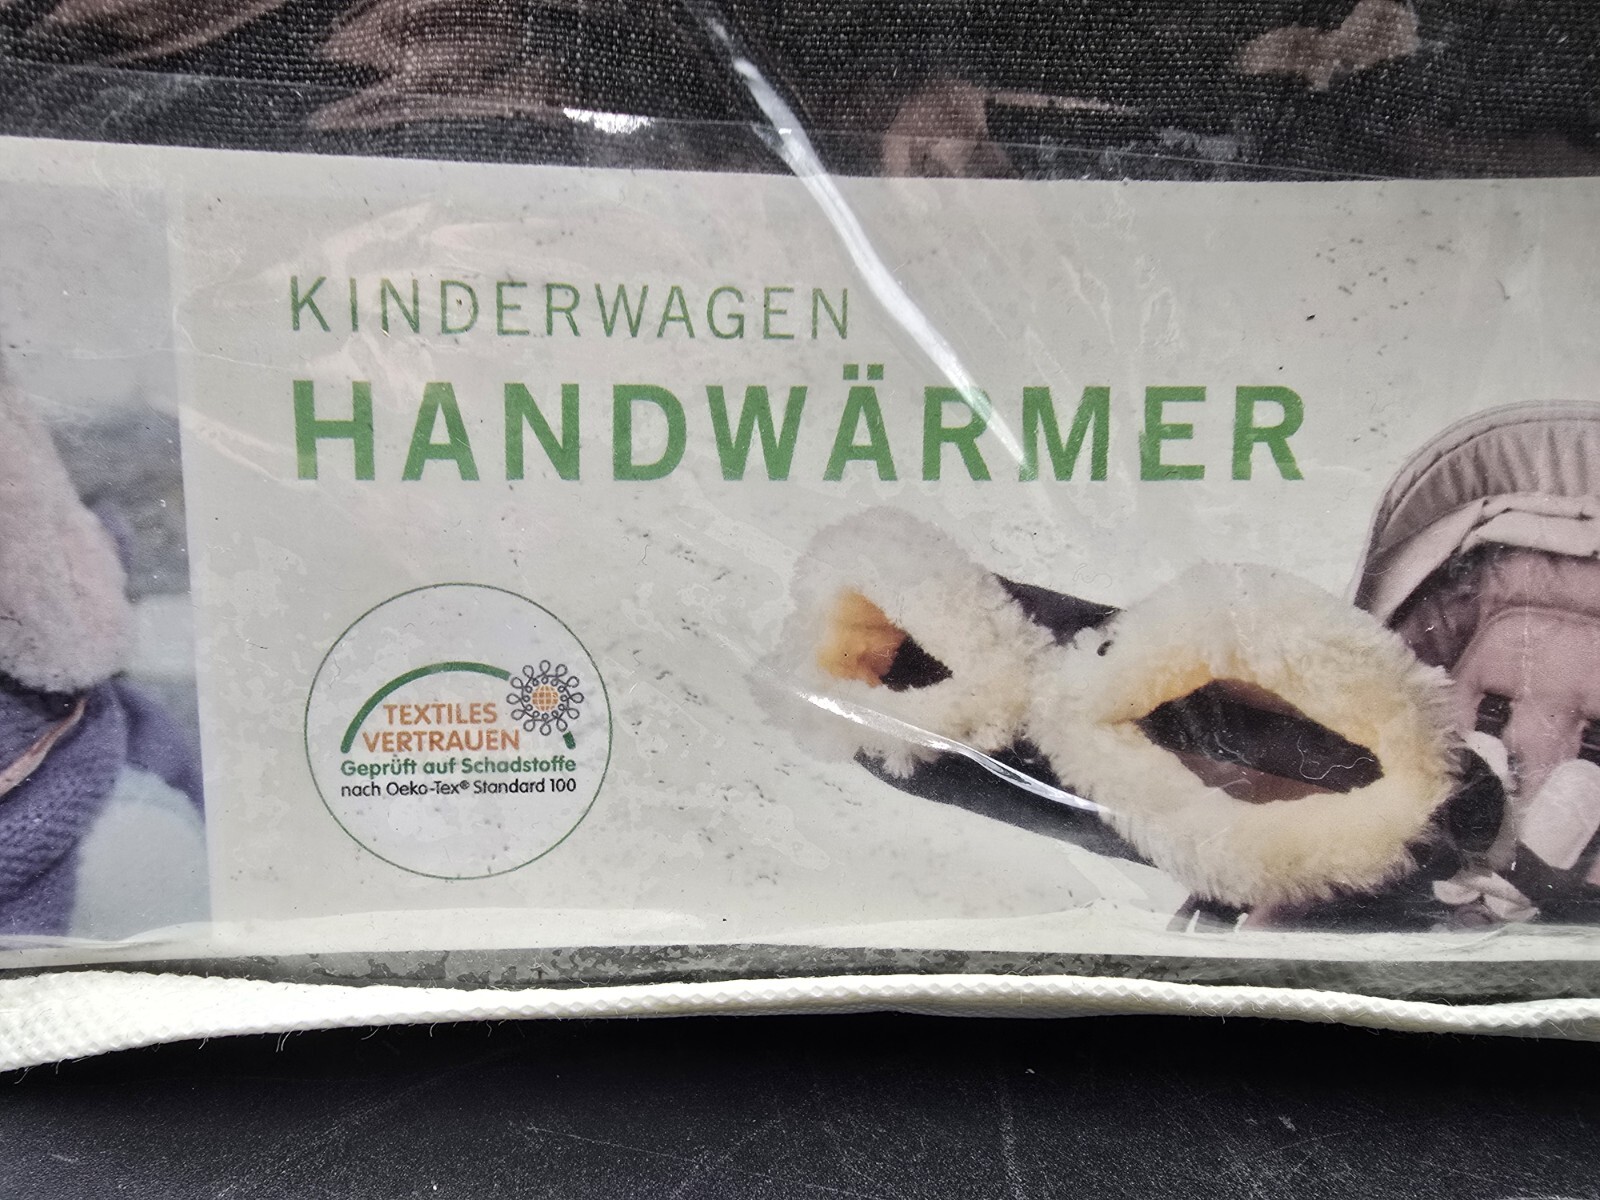 KINDERWAGEN
HANDWÄRMER
TEXTILES
VERTRAUEN
Geprüft auf Schadstoffe
nach Oeko-Tex® Standard 100